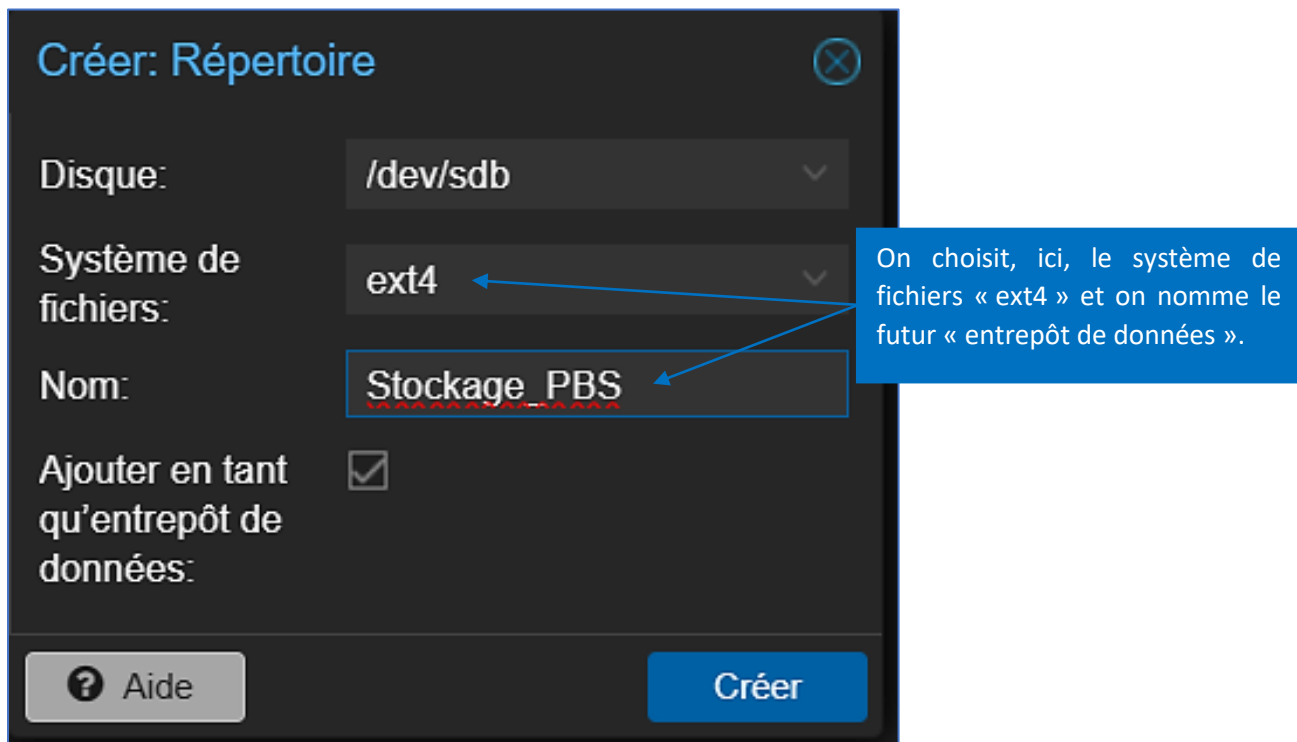 Créer: Répertoire
Disque:
/dev/sdb
Système de
fichiers:
ext4
On choisit, ici, le système de
fichiers « ext4 » et on nomme le
futur « entrepôt de données ».
Nom:
Stockage_PBS
Ajouter en tant
qu’entrepôt de
données:
Aide
Créer